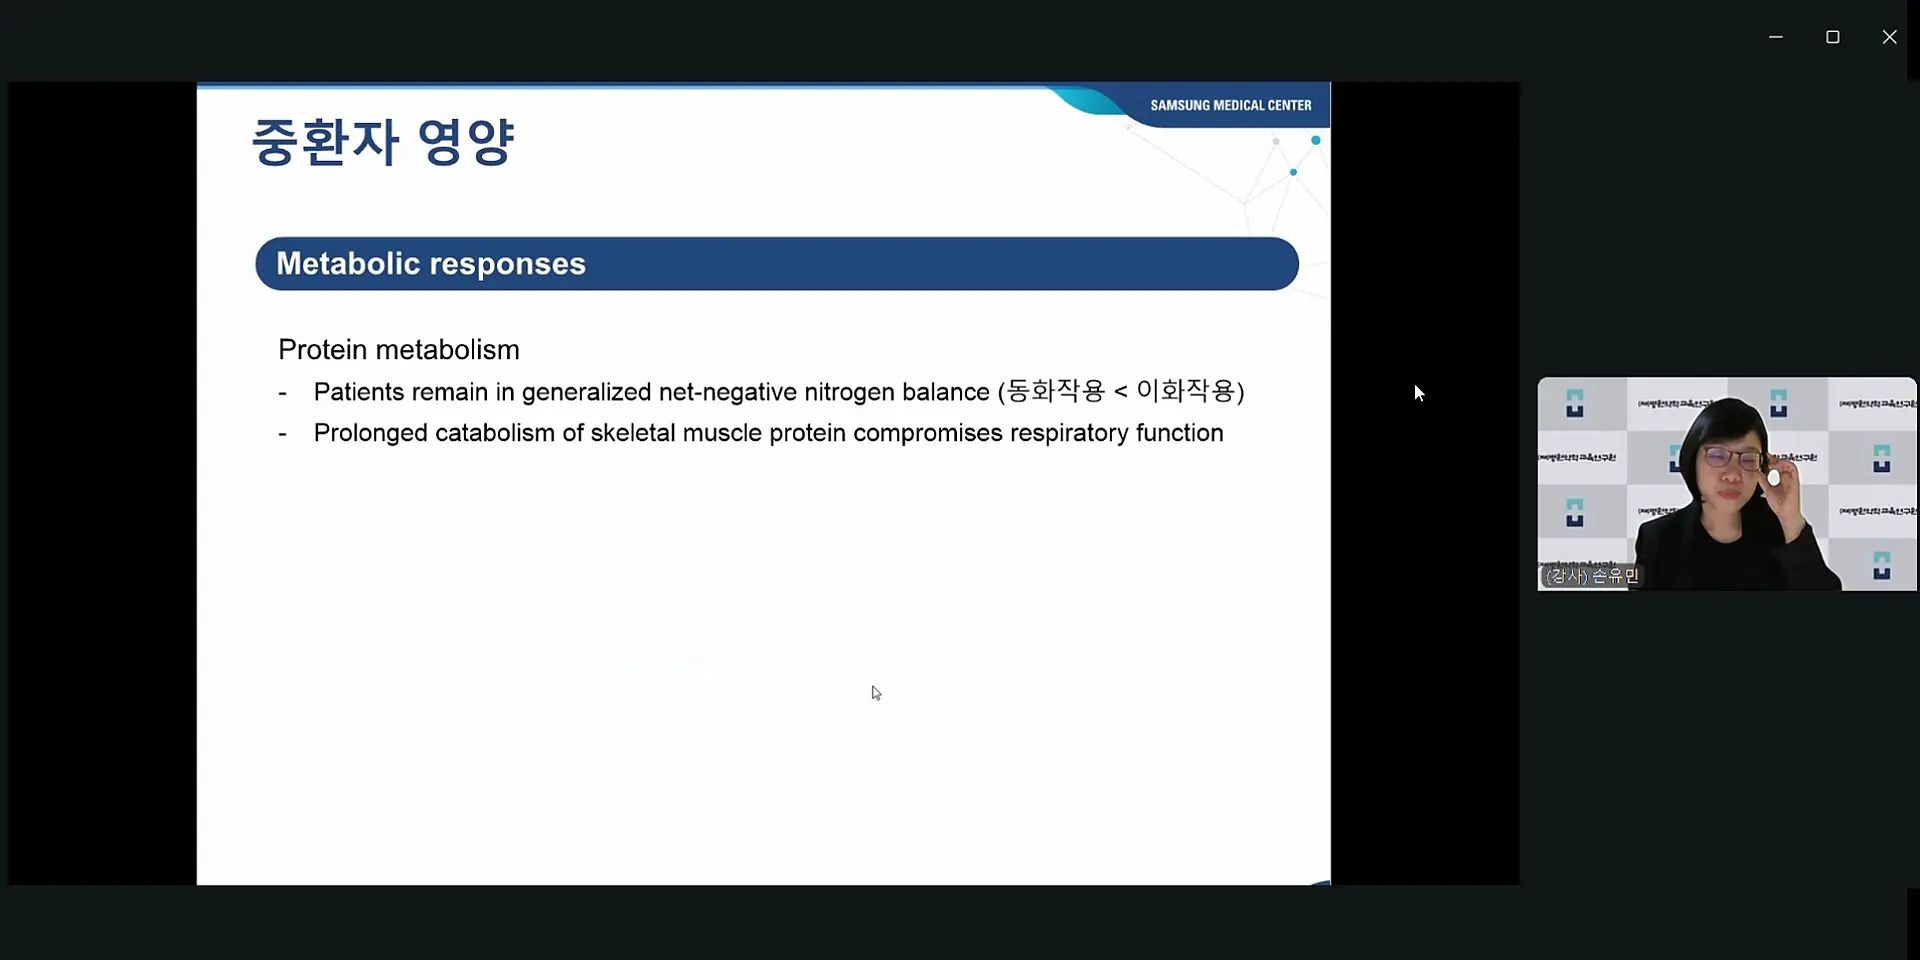 SAMSUNG MEDICAL CENTER
중환자 영양
Metabolic responses
Protein metabolism
- Patients remain in generalized net-negative nitrogen balance (동화작용 < 이화작용)
- Prolonged catabolism of skeletal muscle protein compromises respiratory function
(강사) 손유민